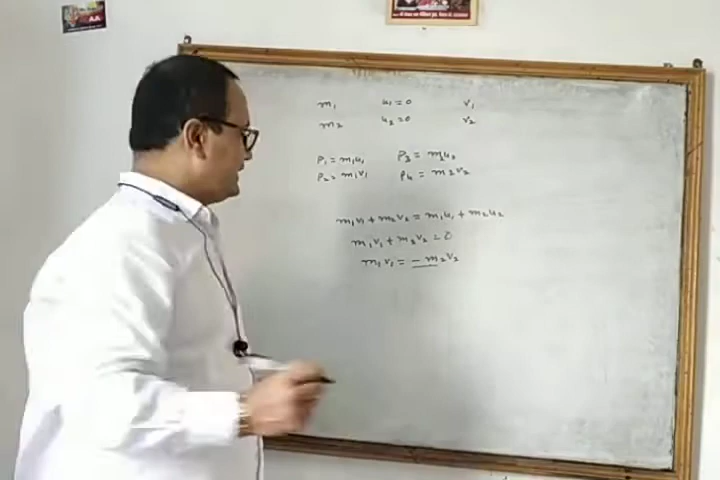 m₁ u₁ = 0 v₁
m₂ u₂ = 0 v₂
P₁ = m₁u₁ P₃ = m₂u₂
P₂ = m₁v₁ P₄ = m₂v₂
m₁v₁ + m₂v₂ = m₁u₁ + m₂u₂
m₁v₁ + m₂v₂ = 0
m₁v₁ = - m₂v₂